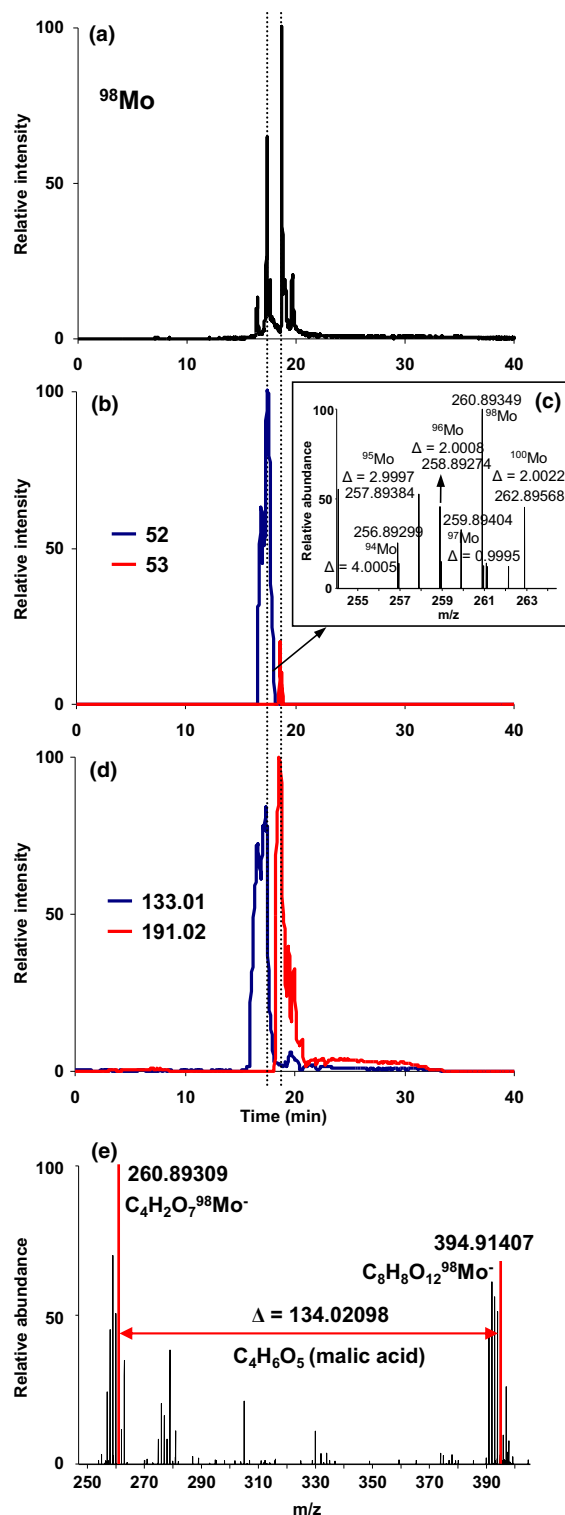 (a)
⁹⁸Mo
Relative intensity
100
50
0
0 10 20 30 40
(b)
52
53
Relative intensity
100
50
0
0 10 20 30 40
(c)
260.89349
⁹⁸Mo
⁹⁶Mo
Δ = 2.0008
258.89274
⁹⁵Mo
Δ = 2.9997
257.89384
¹⁰⁰Mo
Δ = 2.0022
262.89568
256.89299
⁹⁴Mo
Δ = 4.0005
259.89404
⁹⁷Mo
Δ = 0.9995
Relative abundance
100
50
0
255 257 259 261 263
m/z
(d)
133.01
191.02
Relative intensity
100
50
0
0 10 20 30 40
Time (min)
(e)
260.89309
C₄H₂O₇⁹⁸Mo⁻
394.91407
C₈H₈O₁₂⁹⁸Mo⁻
Δ = 134.02098
C₄H₆O₅ (malic acid)
Relative abundance
100
50
0
250 270 290 310 330 350 370 390
m/z